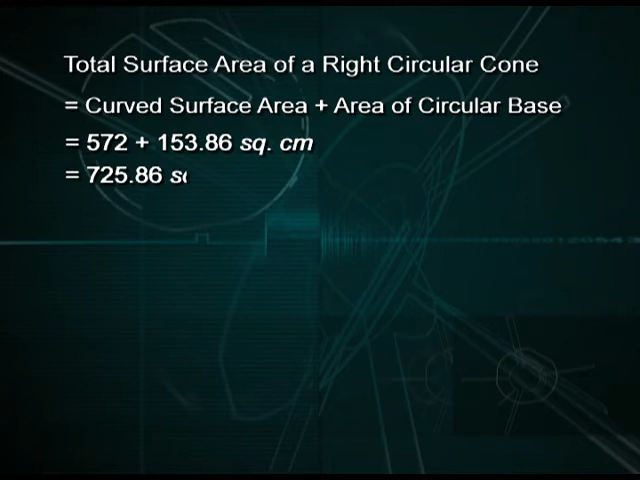 Total Surface Area of a Right Circular Cone
= Curved Surface Area + Area of Circular Base
= 572 + 153.86 sq. cm
= 725.86